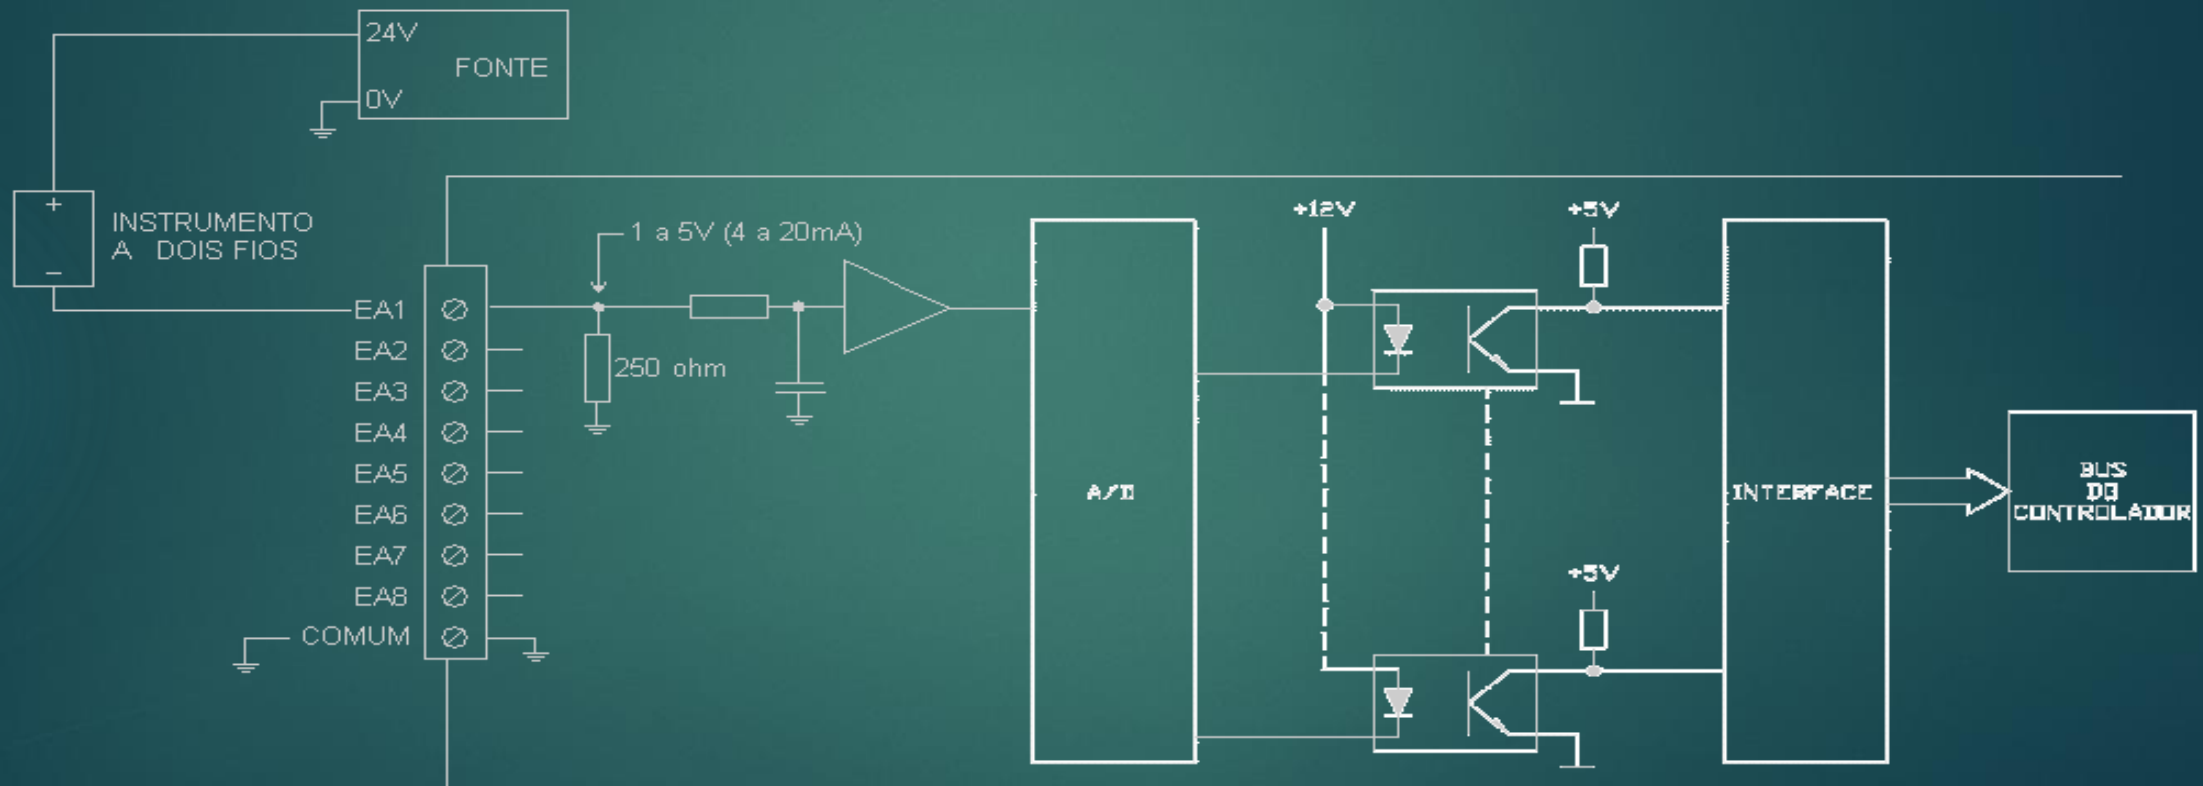 24V
FONTE
0V
+
INSTRUMENTO
A DOIS FIOS
–
1 a 5V (4 a 20mA)
+12V
+5V
EA1
EA2
250 ohm
EA3
EA4
EA5
EA6
EA7
EA8
COMUM
A/D
INTERFACE
BUS
DO
CONTROLADOR
+5V